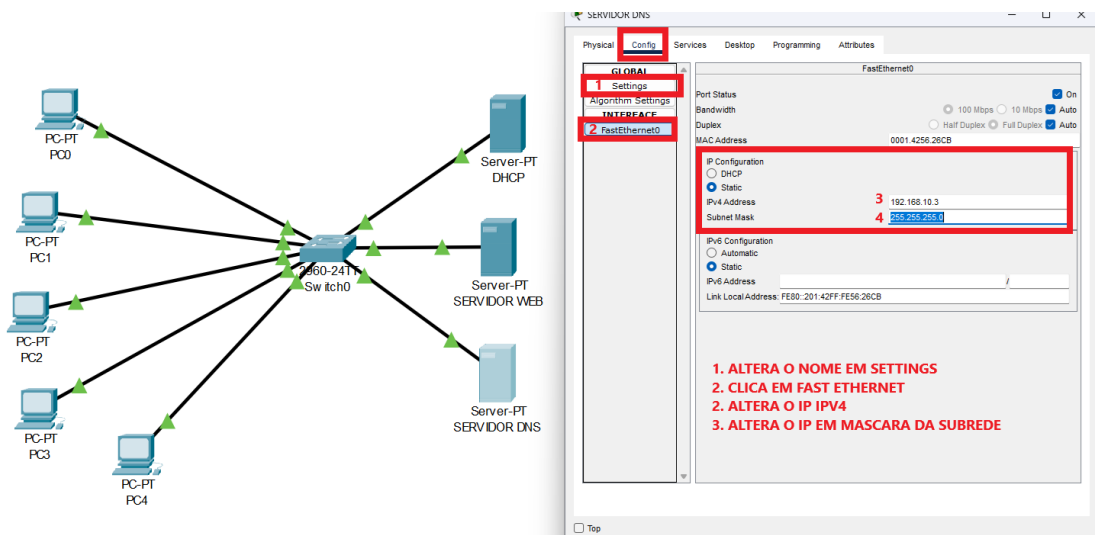 PC-PT
PC0
PC-PT
PC1
PC-PT
PC2
PC-PT
PC3
PC-PT
PC4
2960-24TT
Switch0
Server-PT
DHCP
Server-PT
SERVIDOR WEB
Server-PT
SERVIDOR DNS
SERVIDOR DNS
Physical Config Services Desktop Programming Attributes
GLOBAL
1 Settings
Algorithm Settings
INTERFACE
2 FastEthernet0
FastEthernet0
Port Status On
Bandwidth 100 Mbps 10 Mbps Auto
Duplex Half Duplex Full Duplex Auto
MAC Address 0001.4256.26CB
IP Configuration
DHCP
Static
IPv4 Address 3 192.168.10.3
Subnet Mask 4 255.255.255.0
IPv6 Configuration
Automatic
Static
IPv6 Address /
Link Local Address: FE80::201:42FF:FE56:26CB
1. ALTERA O NOME EM SETTINGS
2. CLICA EM FAST ETHERNET
2. ALTERA O IP IPV4
3. ALTERA O IP EM MASCARA DA SUBREDE
Top